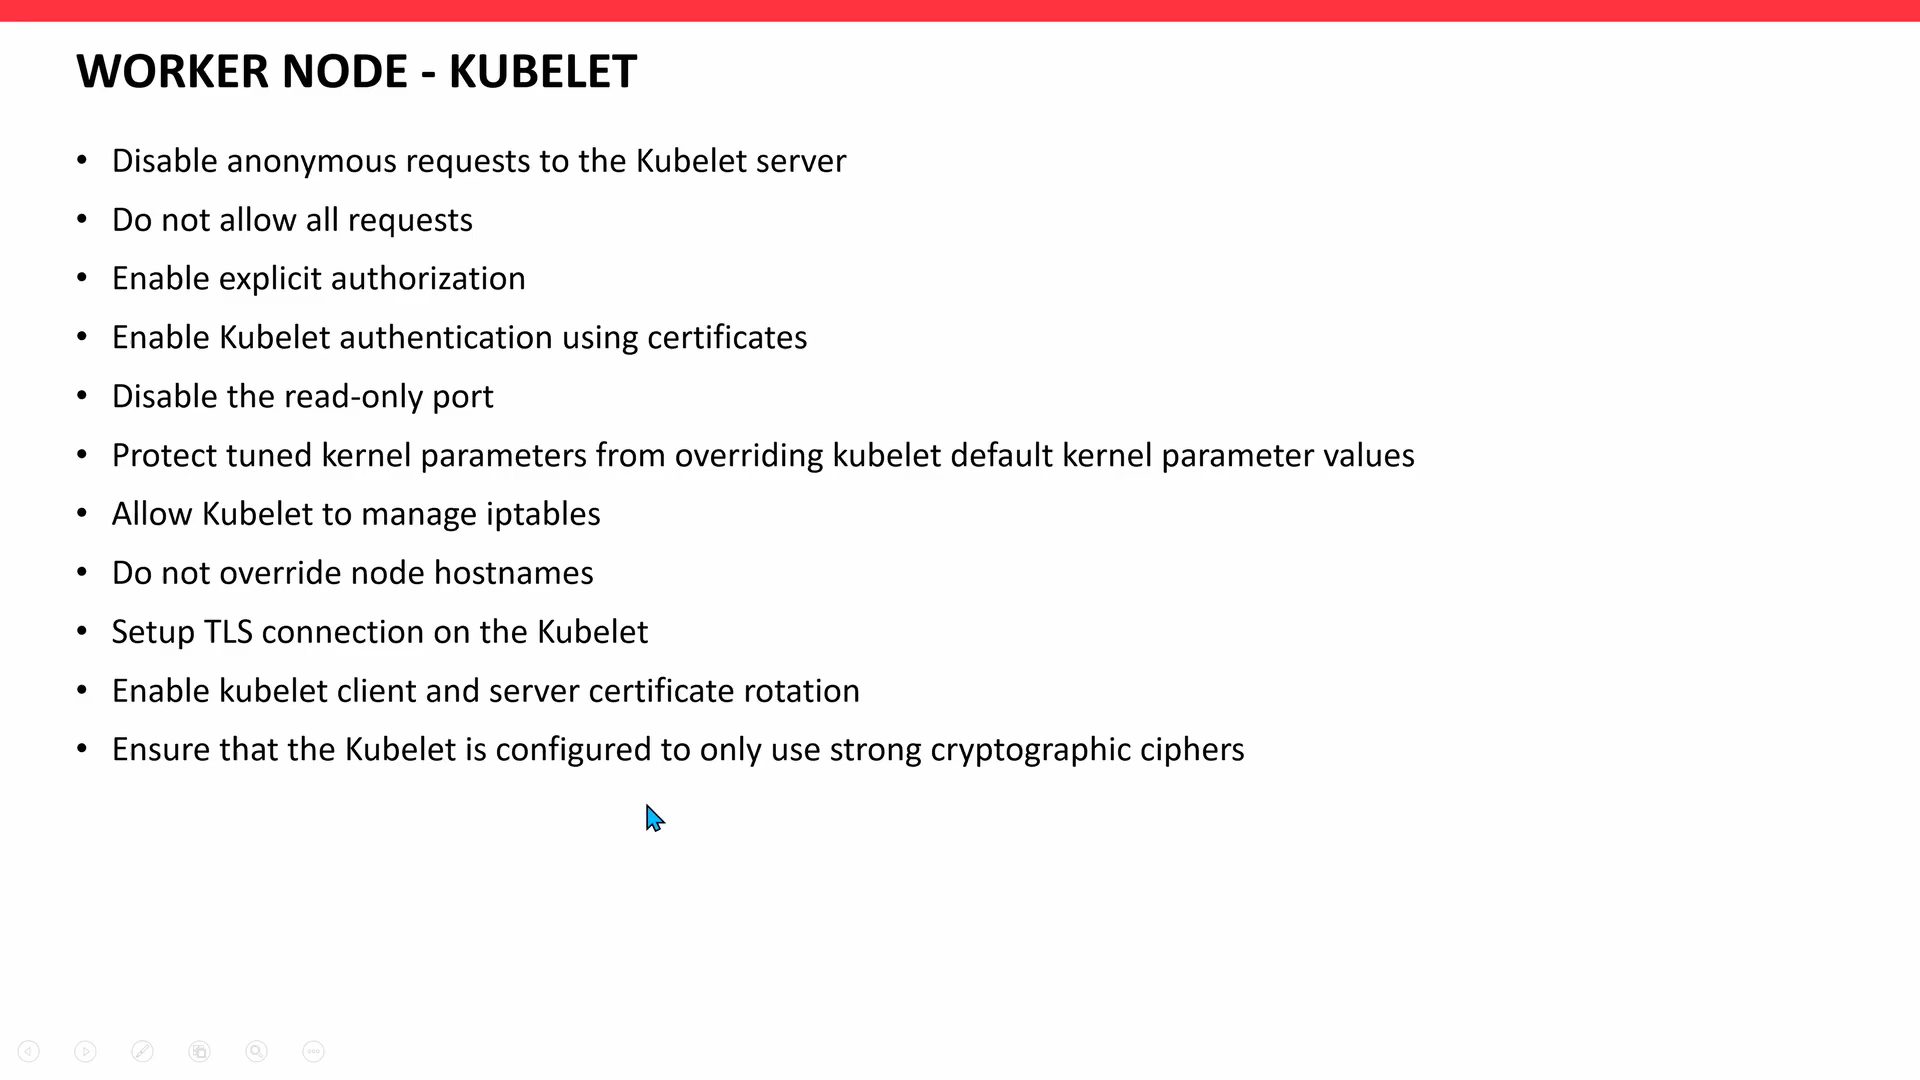 WORKER NODE - KUBELET
• Disable anonymous requests to the Kubelet server
• Do not allow all requests
• Enable explicit authorization
• Enable Kubelet authentication using certificates
• Disable the read-only port
• Protect tuned kernel parameters from overriding kubelet default kernel parameter values
• Allow Kubelet to manage iptables
• Do not override node hostnames
• Setup TLS connection on the Kubelet
• Enable kubelet client and server certificate rotation
• Ensure that the Kubelet is configured to only use strong cryptographic ciphers